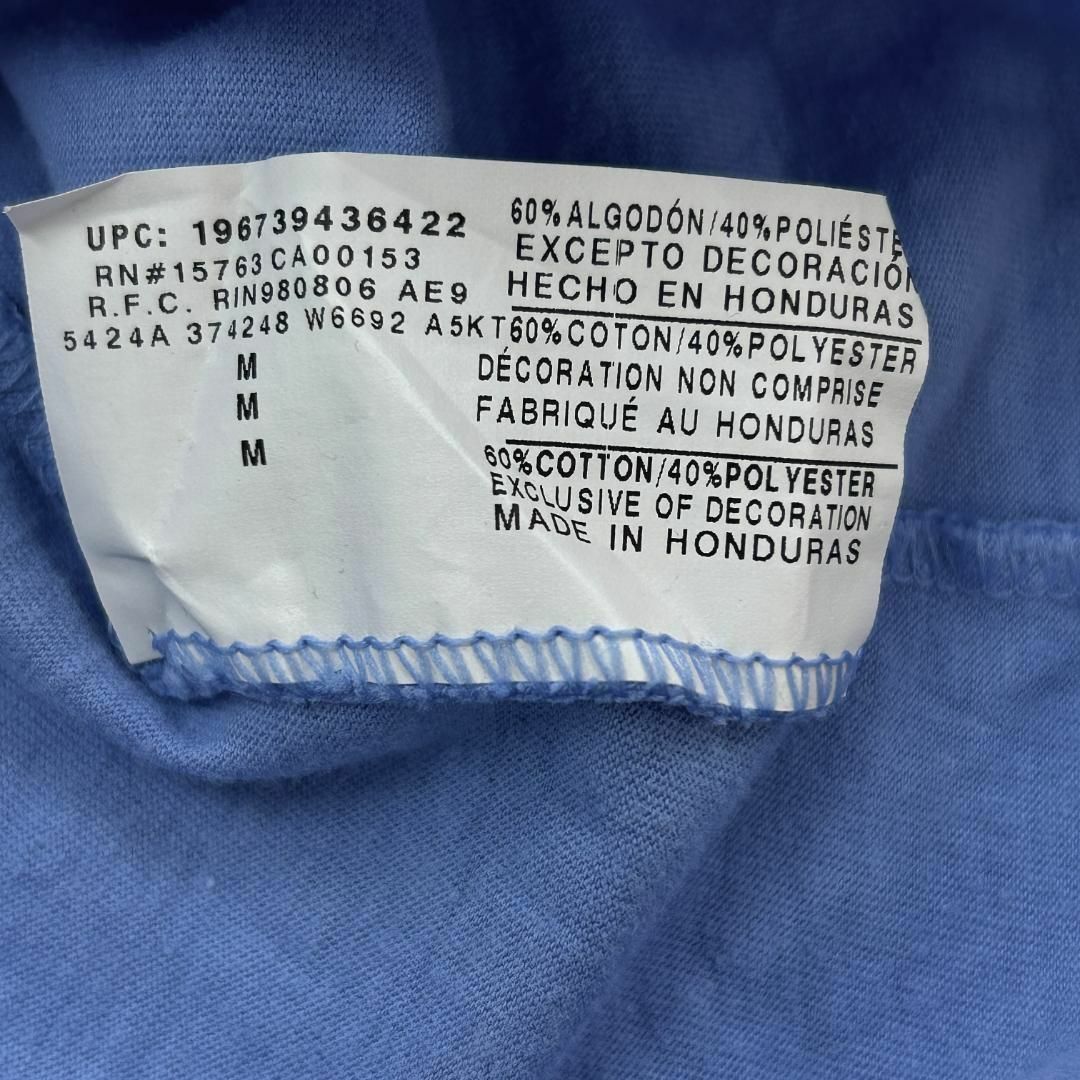 UPC: 196739436422
RN#15763 CA00153
R.F.C. RIN980806 AE9
5424A 374248 W6692 A5KT
M
M
M
60%ALGODÓN/40%POLIÉSTE
EXCEPTO DECORACIÓN
HECHO EN HONDURAS
60%COTON/40%POLYESTER
DÉCORATION NON COMPRISE
FABRIQUÉ AU HONDURAS
60%COTTON/40%POLYESTER
EXCLUSIVE OF DECORATION
MADE IN HONDURAS